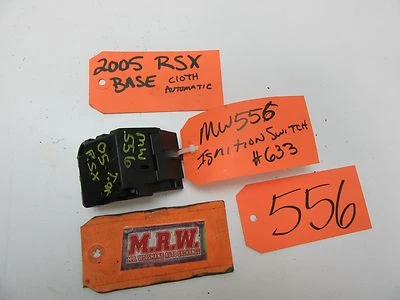 2005 RSX
BASE CLOTH
AUTOMATIC
MW556
IGNITION SWITCH
#633
MW
556
05
RSX
556
M.R.W.